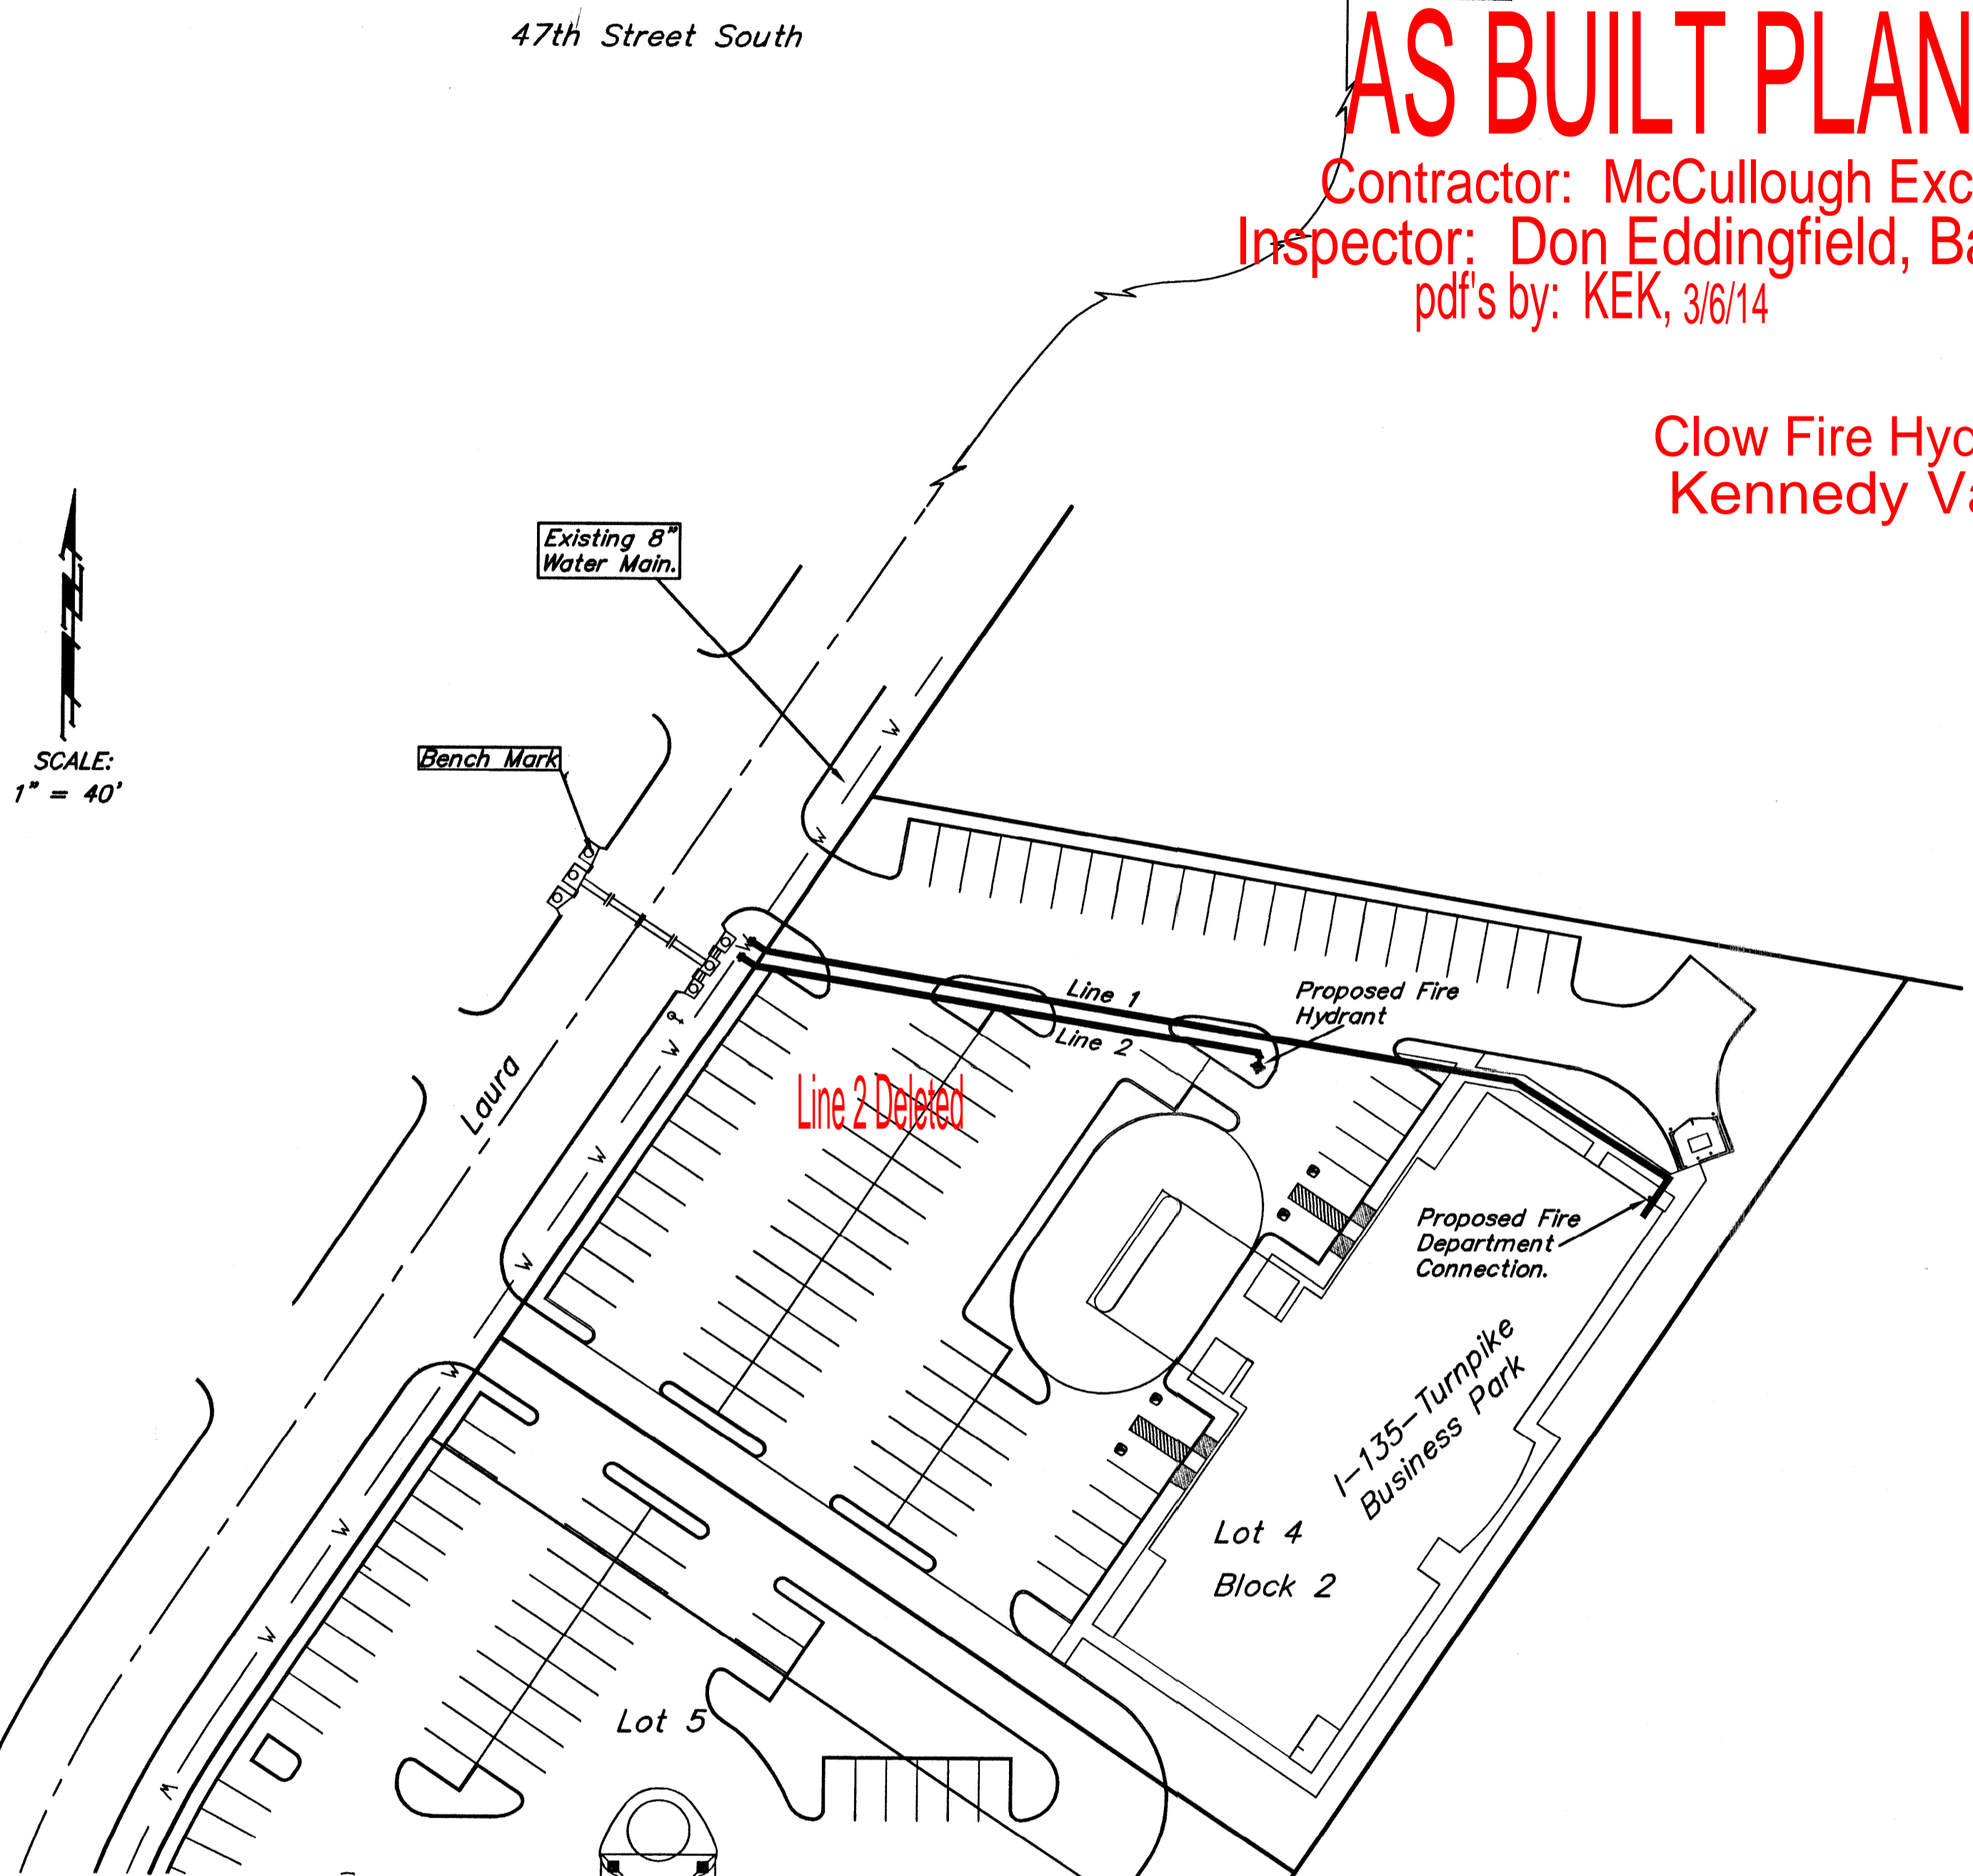 47th Street South
AS BUILT PLAN
Contractor: McCullough Exc
Inspector: Don Eddingfield, Ba
pdf's by: KEK, 3/6/14
Clow Fire Hyd
Kennedy Va
Existing 8"
Water Main.
Bench Mark
SCALE:
1" = 40'
W
W
W
Line 1
Proposed Fire
Hydrant
Line 2
Laura
Line 2 Deleted
W
W
W
Proposed Fire
Department
Connection.
I-135-Turnpike
Business Park
W
W
W
W
Lot 4
Block 2
Lot 5